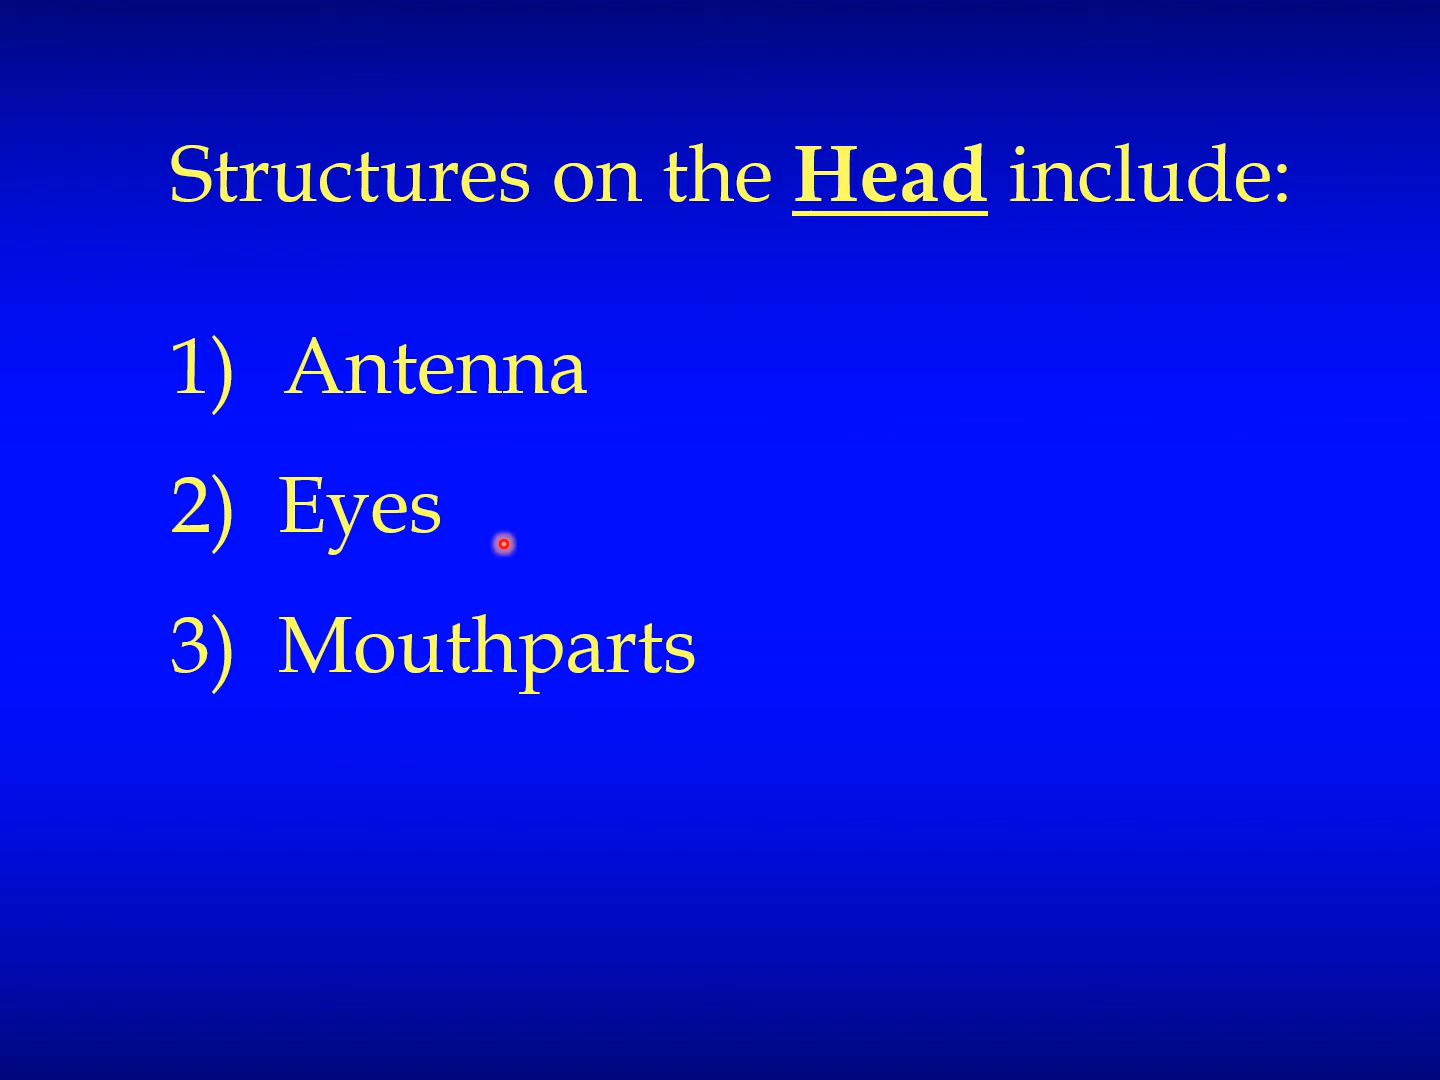 Structures on the Head include:
1) Antenna
2) Eyes
3) Mouthparts